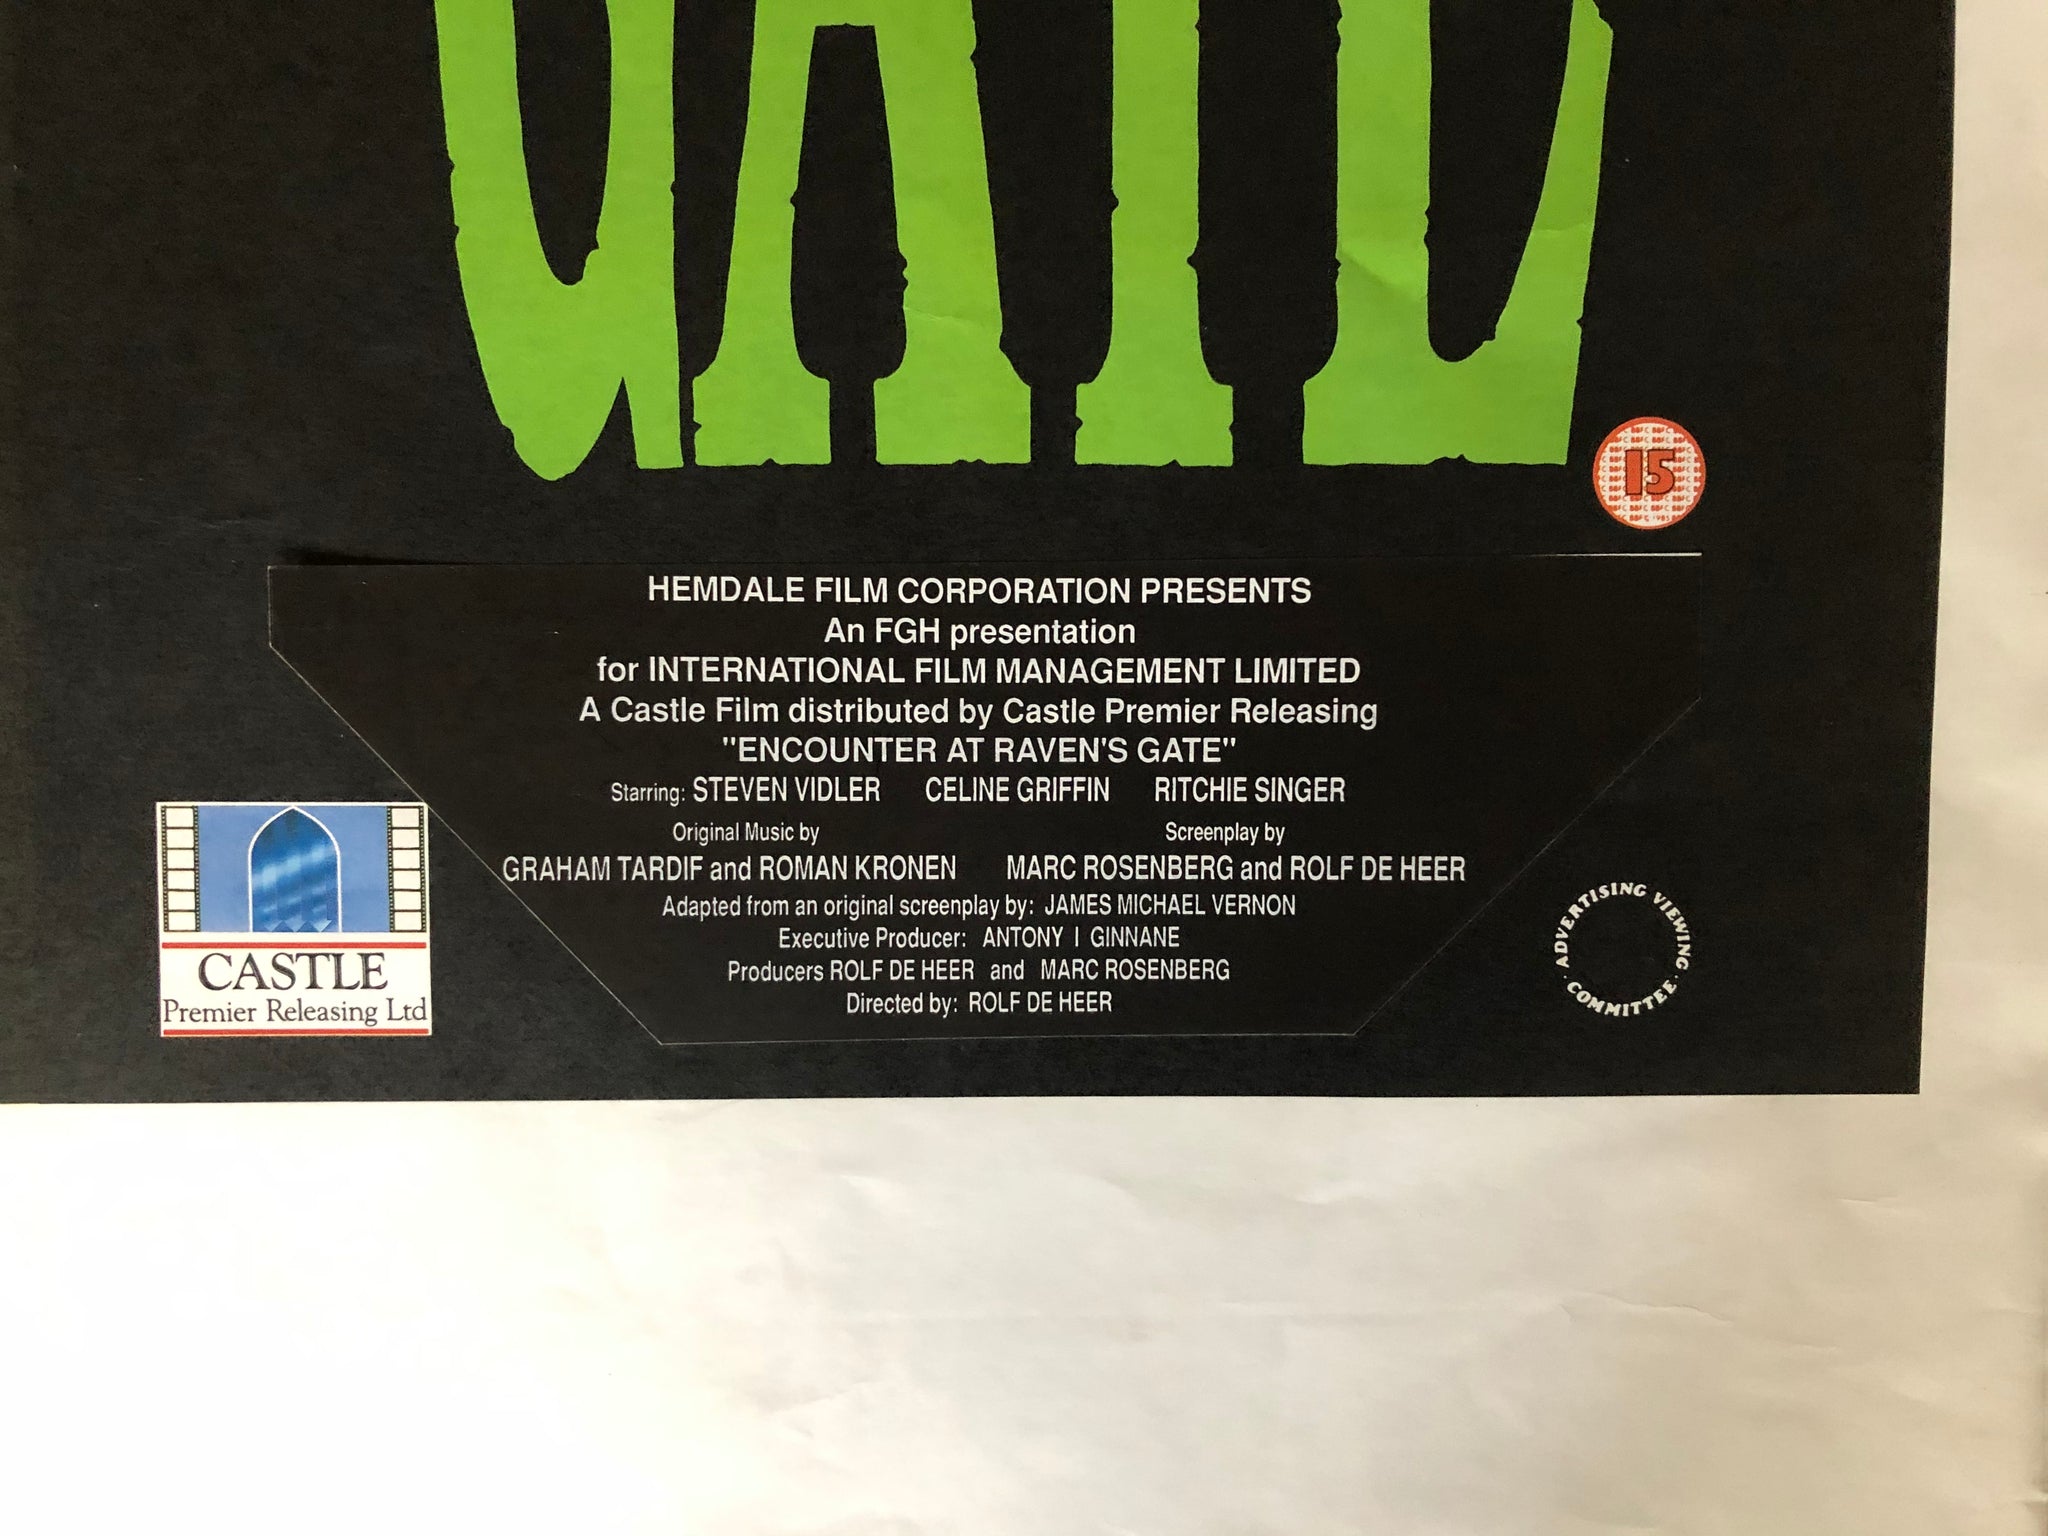 GATE
15
HEMDALE FILM CORPORATION PRESENTS
An FGH presentation
for INTERNATIONAL FILM MANAGEMENT LIMITED
A Castle Film distributed by Castle Premier Releasing
"ENCOUNTER AT RAVEN'S GATE"
Starring: STEVEN VIDLER CELINE GRIFFIN RITCHIE SINGER
Original Music by Screenplay by
GRAHAM TARDIF and ROMAN KRONEN MARC ROSENBERG and ROLF DE HEER
Adapted from an original screenplay by: JAMES MICHAEL VERNON
Executive Producer: ANTONY I GINNANE
Producers ROLF DE HEER and MARC ROSENBERG
Directed by: ROLF DE HEER
CASTLE
Premier Releasing Ltd
ADVERTISING VIEWING
· COMMITTEE ·